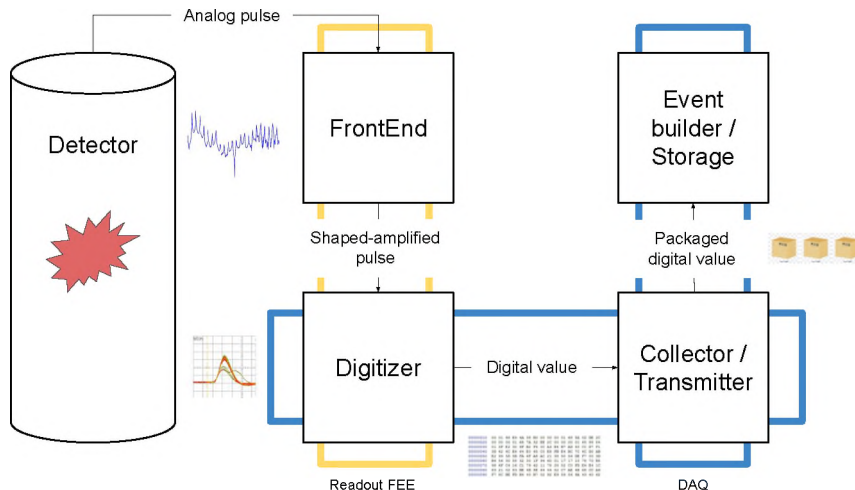 Analog pulse
Detector
FrontEnd
Event
builder /
Storage
Shaped-amplified
pulse
Packaged
digital value
Digitizer
Digital value
Collector /
Transmitter
Readout FEE
DAQ